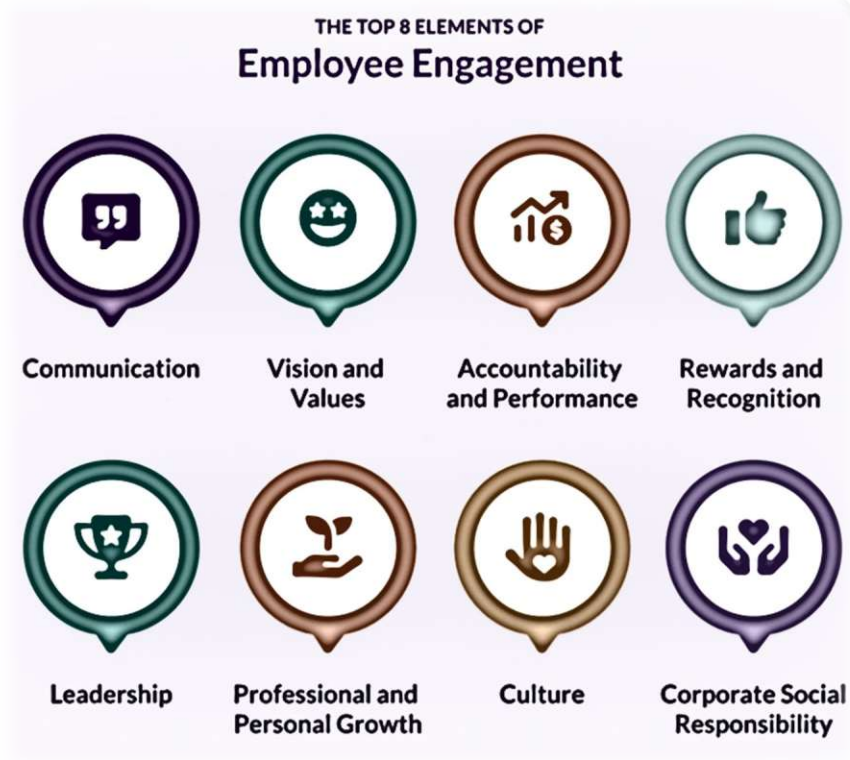 THE TOP 8 ELEMENTS OF
Employee Engagement
Communication
Vision and
Values
Accountability
and Performance
Rewards and
Recognition
Leadership
Professional and
Personal Growth
Culture
Corporate Social
Responsibility